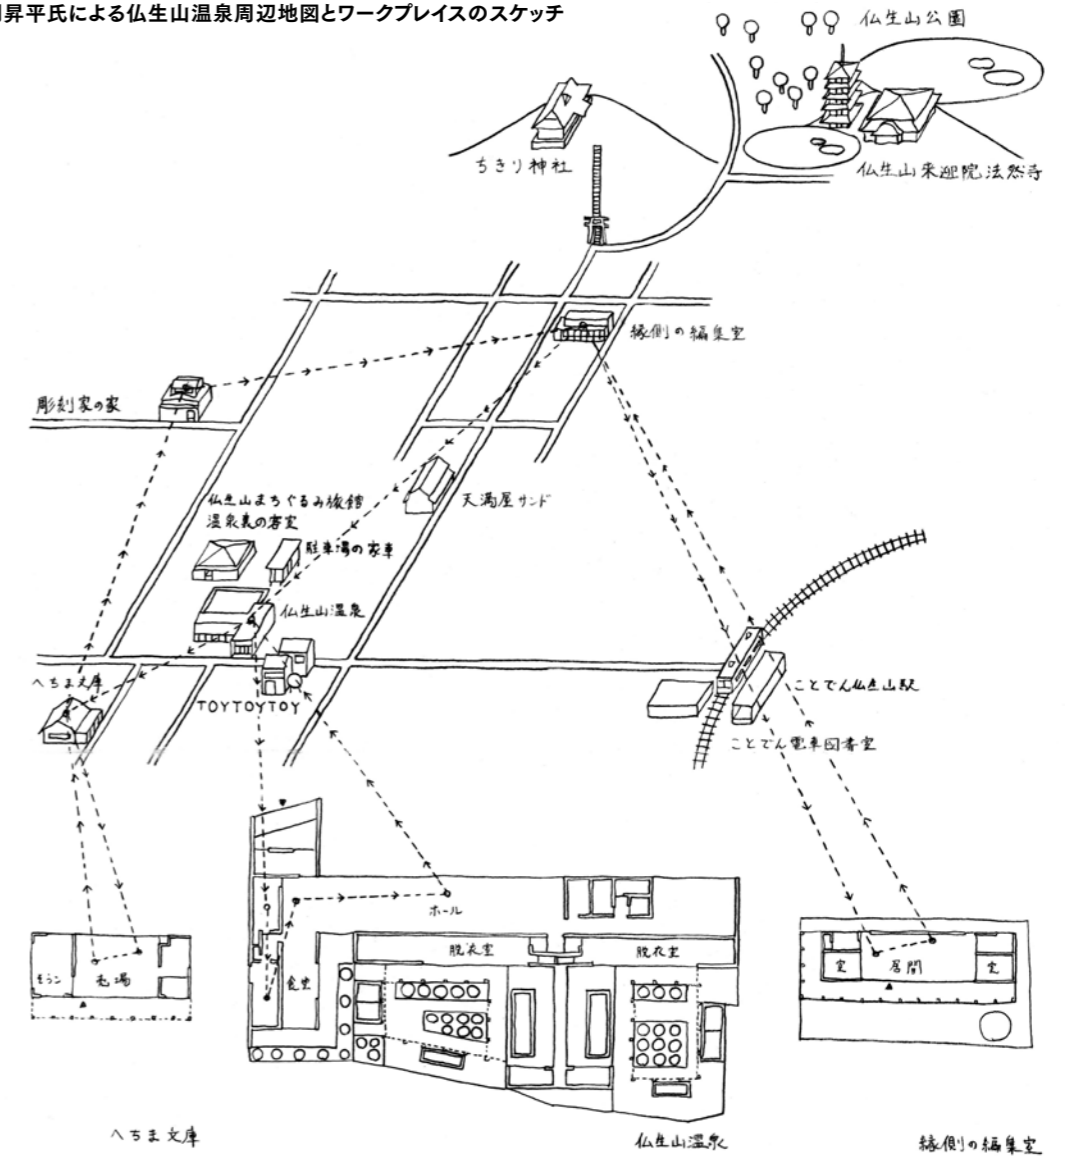 昇平氏による仏生山温泉周辺地図とワークプレイスのスケッチ
仏生山公園
ちきり神社
仏生山来迎院法然寺
縁側の編集室
彫刻家の家
天満屋サンド
仏生山まちぐるみ旅館
温泉裏の客室
駐車場の家車
仏生山温泉
へちま文庫
TOYTOYTOY
ことでん仏生山駅
ことでん電車図書室
ホール
脱衣室
脱衣室
食堂
そうこ
売場
室
居間
室
へちま文庫
仏生山温泉
縁側の編集室